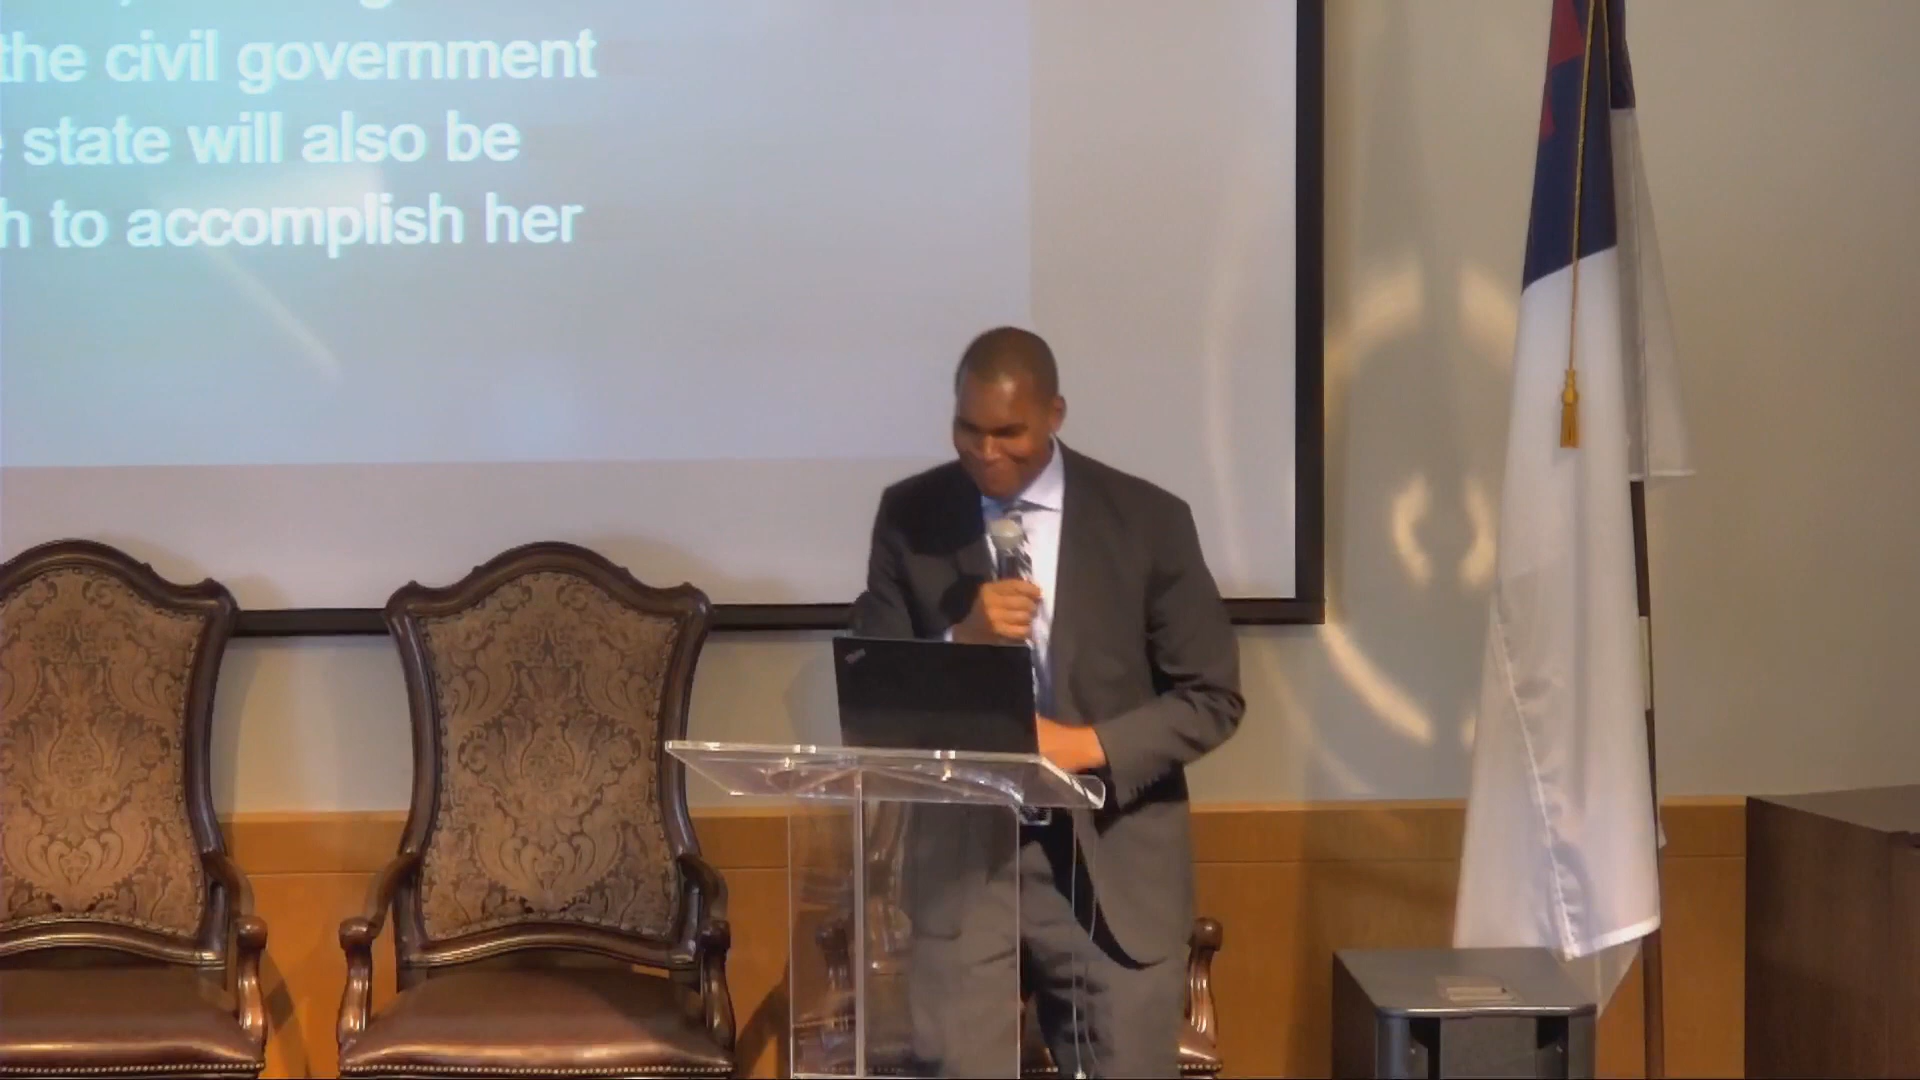 the civil government
state will also be
to accomplish her